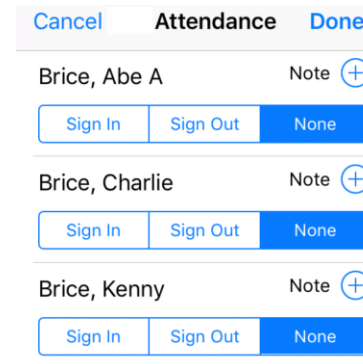 Cancel Attendance Done
Brice, Abe A Note
Sign In Sign Out None
Brice, Charlie Note
Sign In Sign Out None
Brice, Kenny Note
Sign In Sign Out None